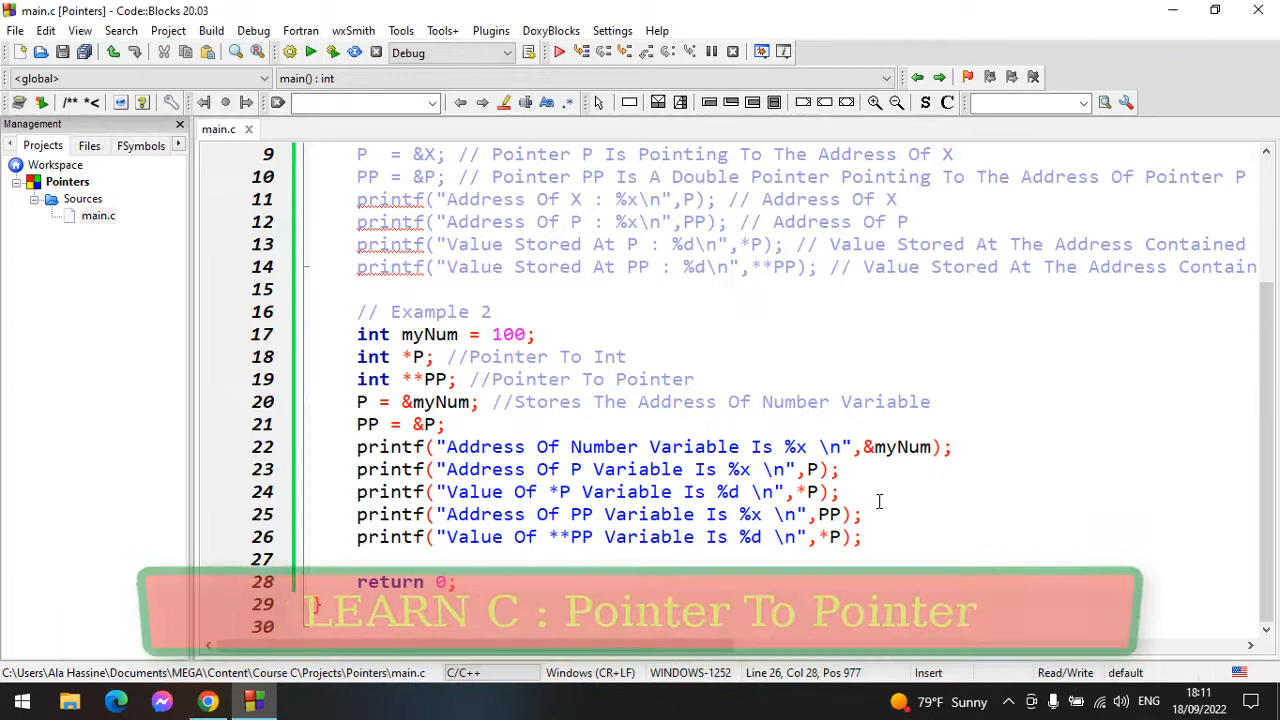 main.c [Pointers] - Code::Blocks 20.03
File Edit View Search Project Build Debug Fortran wxSmith Tools Tools+ Plugins DoxyBlocks Settings Help
Debug
<global> main() : int
/** *< Aa .* S C
Management main.c
Projects Files FSymbols
Workspace
Pointers
Sources
main.c
9 P = &X; // Pointer P Is Pointing To The Address Of X
10 PP = &P; // Pointer PP Is A Double Pointer Pointing To The Address Of Pointer P
11 printf("Address Of X : %x\n",P); // Address Of X
12 printf("Address Of P : %x\n",PP); // Address Of P
13 printf("Value Stored At P : %d\n",*P); // Value Stored At The Address Contained
14 printf("Value Stored At PP : %d\n",**PP); // Value Stored At The Address Contain
15
16 // Example 2
17 int myNum = 100;
18 int *P; //Pointer To Int
19 int **PP; //Pointer To Pointer
20 P = &myNum; //Stores The Address Of Number Variable
21 PP = &P;
22 printf("Address Of Number Variable Is %x \n",&myNum);
23 printf("Address Of P Variable Is %x \n",P);
24 printf("Value Of *P Variable Is %d \n",*P);
25 printf("Address Of PP Variable Is %x \n",PP);
26 printf("Value Of **PP Variable Is %d \n",*P);
27
28 return 0;
29 }
30
LEARN C : Pointer To Pointer
C:\Users\Ala Hassine\Documents\MEGA\Content\Course C\Projects\Pointers\main.c C/C++ Windows (CR+LF) WINDOWS-1252 Line 26, Col 28, Pos 977 Insert Read/Write default
79°F Sunny ENG 18:11
18/09/2022